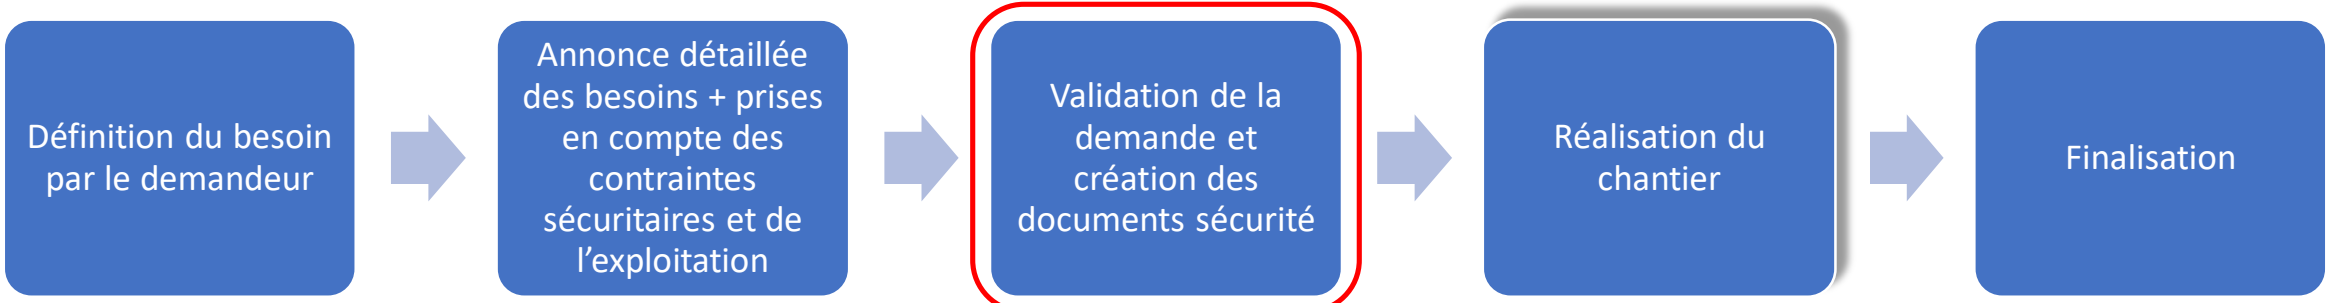 Définition du besoin
par le demandeur
Annonce détaillée
des besoins + prises
en compte des
contraintes
sécuritaires et de
l’exploitation
Validation de la
demande et
création des
documents sécurité
Réalisation du
chantier
Finalisation